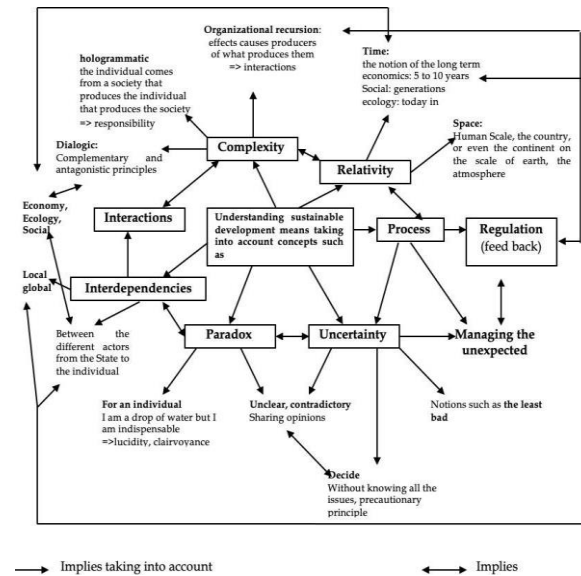 Organizational recursion:
effects causes producers
of what produces them
=> interactions
Time:
the notion of the long term
economics: 5 to 10 years
Social: generations
ecology: today in
hologrammatic
the individual comes
from a society that
produces the individual
that produces the society
=> responsibility
Space:
Human Scale, the country,
or even the continent on
the scale of earth, the
atmosphere
Dialogic:
Complementary and
antagonistic principles
Complexity
Relativity
Economy,
Ecology,
Social
Interactions
Understanding sustainable
development means taking
into account concepts such
as
Process
Regulation
(feed back)
Local
global
Interdependencies
Between the
different actors
from the State to
the individual
Paradox
Uncertainty
Managing the
unexpected
For an individual
I am a drop of water but I
am indispensable
=>lucidity, clairvoyance
Unclear, contradictory
Sharing opinions
Notions such as the least
bad
Decide
Without knowing all the
issues, precautionary
principle
Implies taking into account
Implies